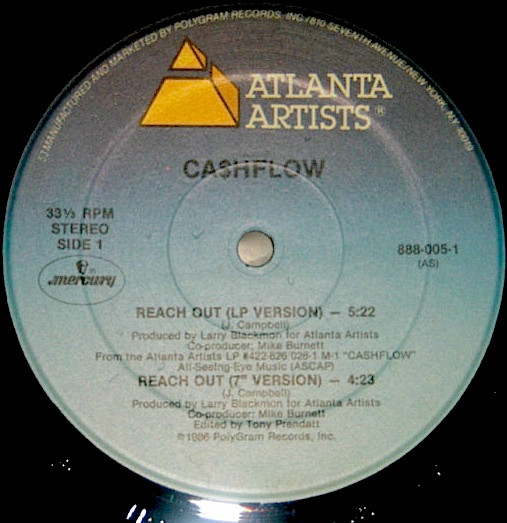 MANUFACTURED AND MARKETED BY POLYGRAM RECORDS, INC./810 SEVENTH AVENUE/NEW YORK, N.Y. 10019
ATLANTA
ARTISTS®
CA$HFLOW
33⅓ RPM
STEREO
SIDE 1
mercury
888-005-1
(AS)
REACH OUT (LP VERSION) — 5:22
(J. Campbell)
Produced by Larry Blackmon for Atlanta Artists
Co-producer: Mike Burnett
From the Atlanta Artists LP #422-826 028-1 M-1 "CASHFLOW"
All-Seeing-Eye Music (ASCAP)
REACH OUT (7" VERSION) — 4:23
(J. Campbell)
Produced by Larry Blackmon for Atlanta Artists
Co-producer: Mike Burnett
Edited by Tony Prendatt
©1986 PolyGram Records, Inc.